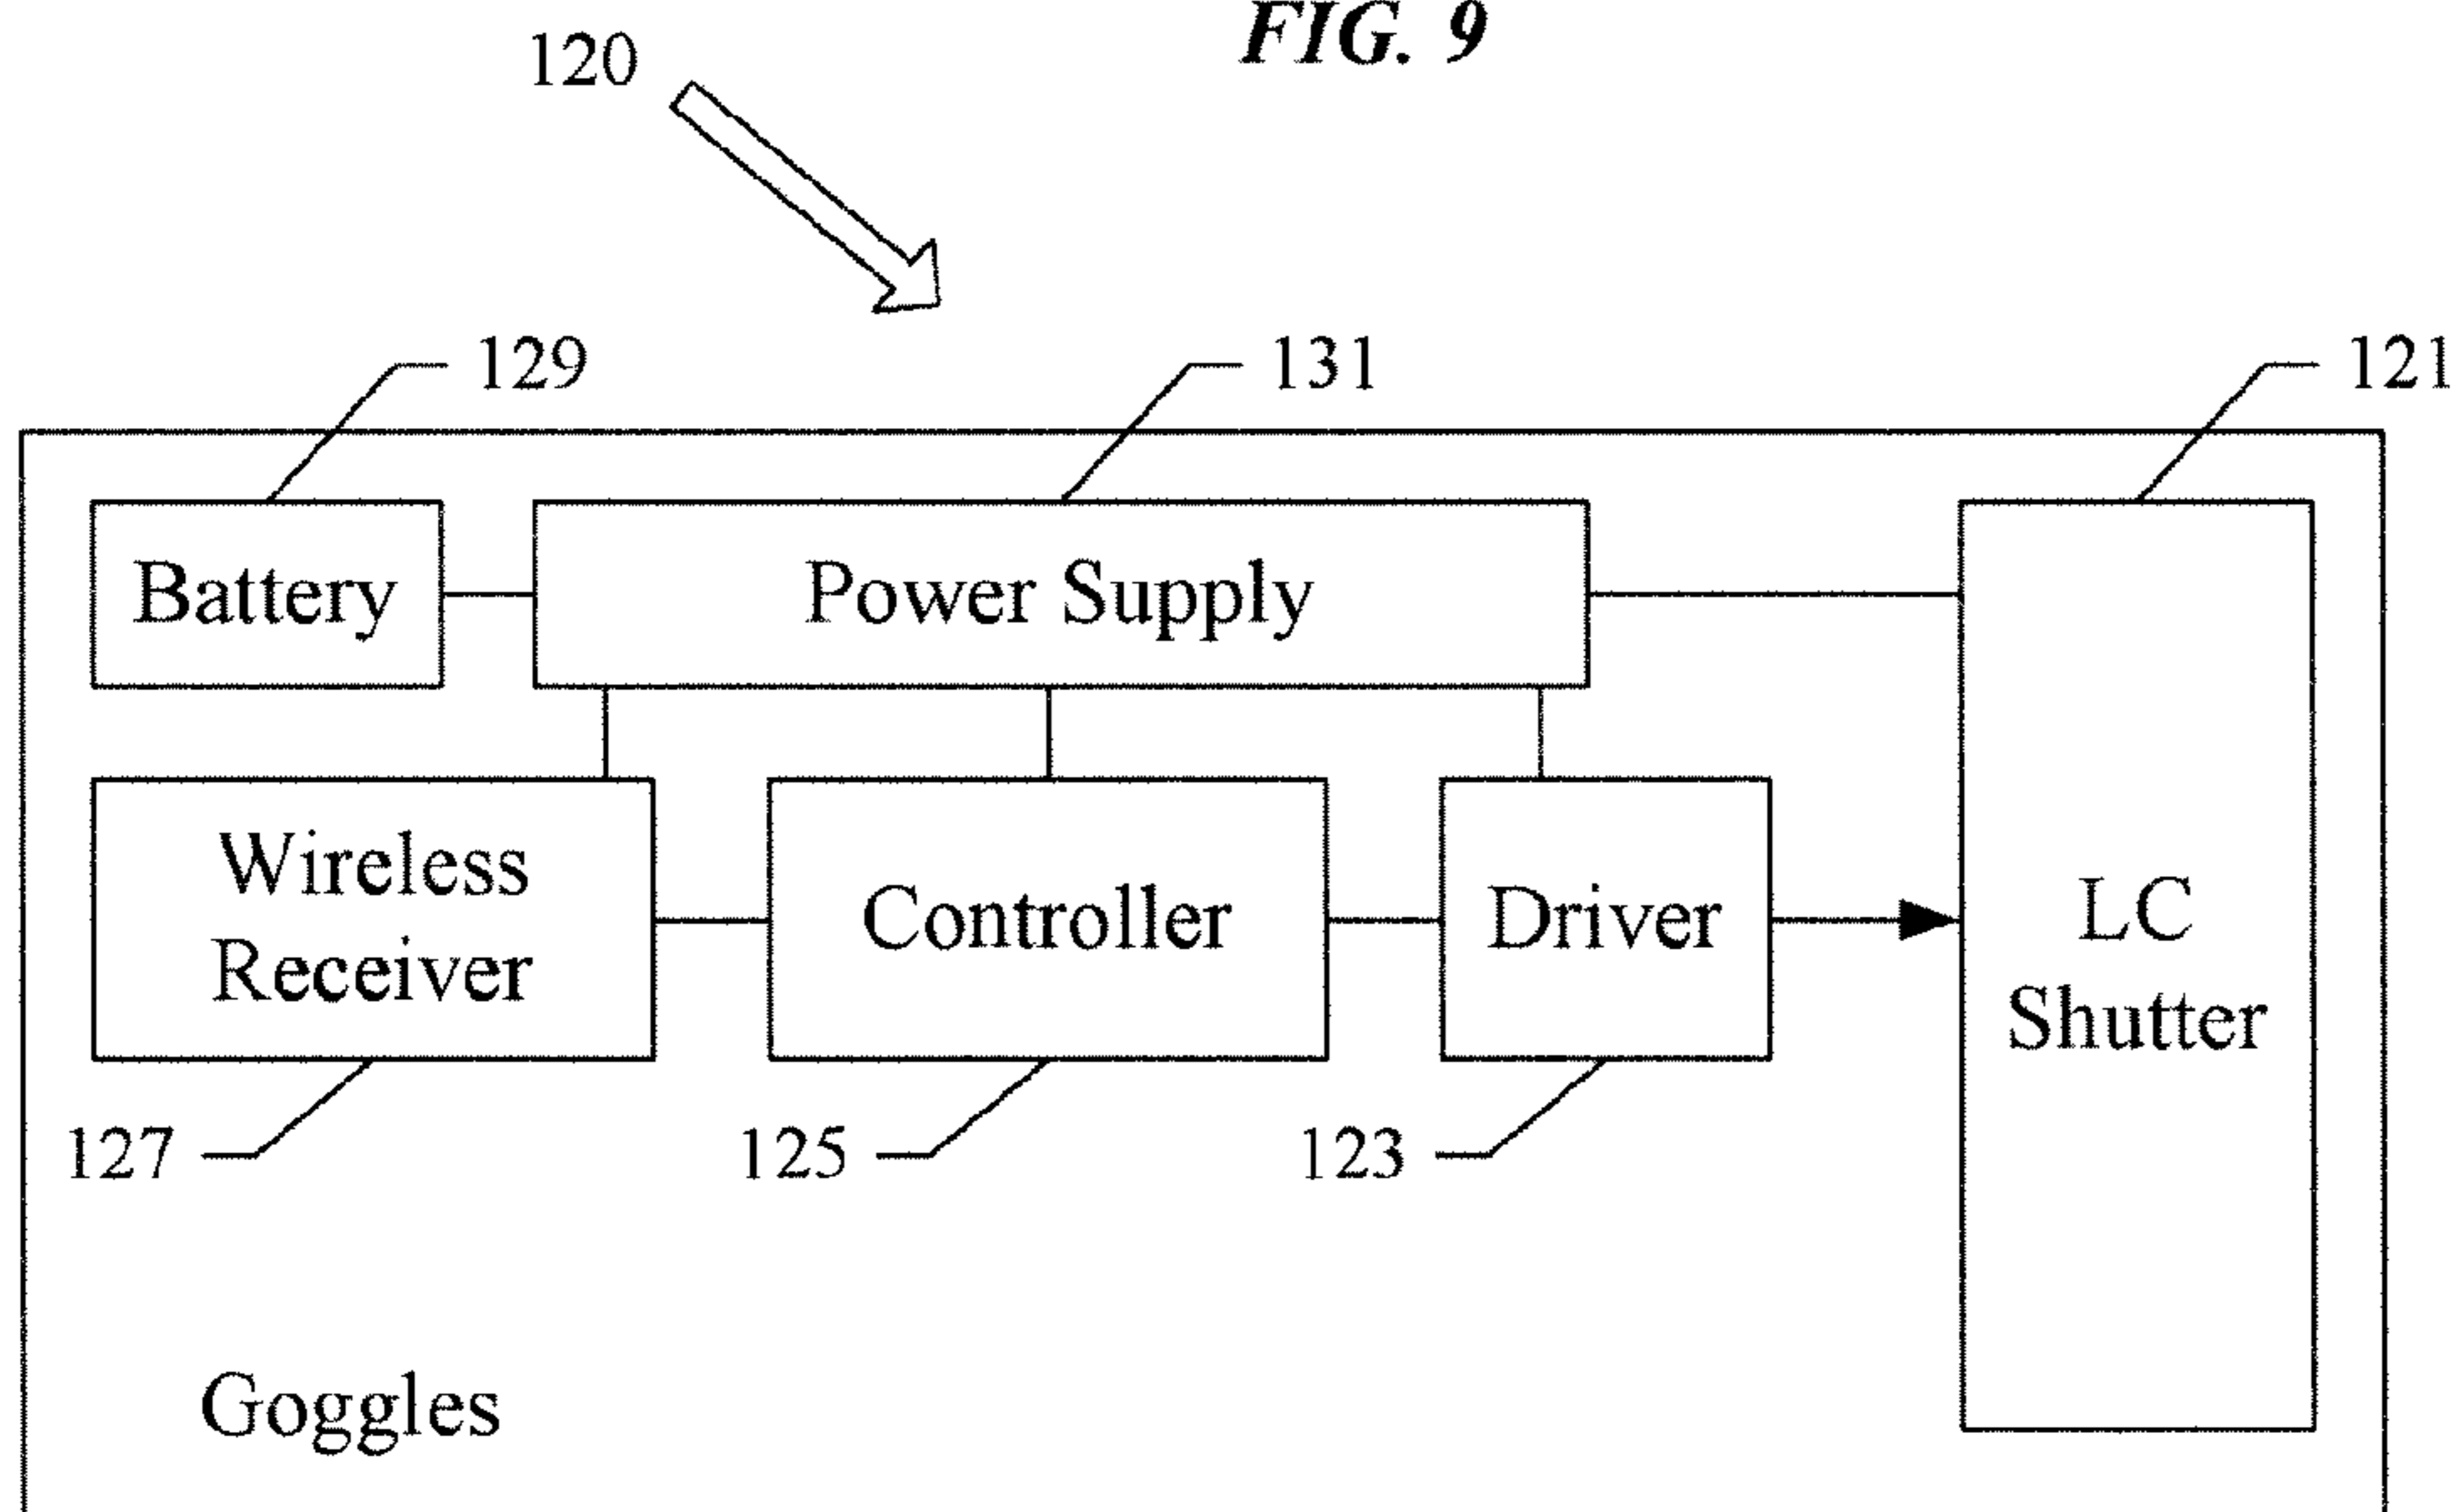 FIG. 9
120
129
131
121
Battery
Power Supply
Wireless
Receiver
Controller
Driver
LC
Shutter
127
125
123
Goggles